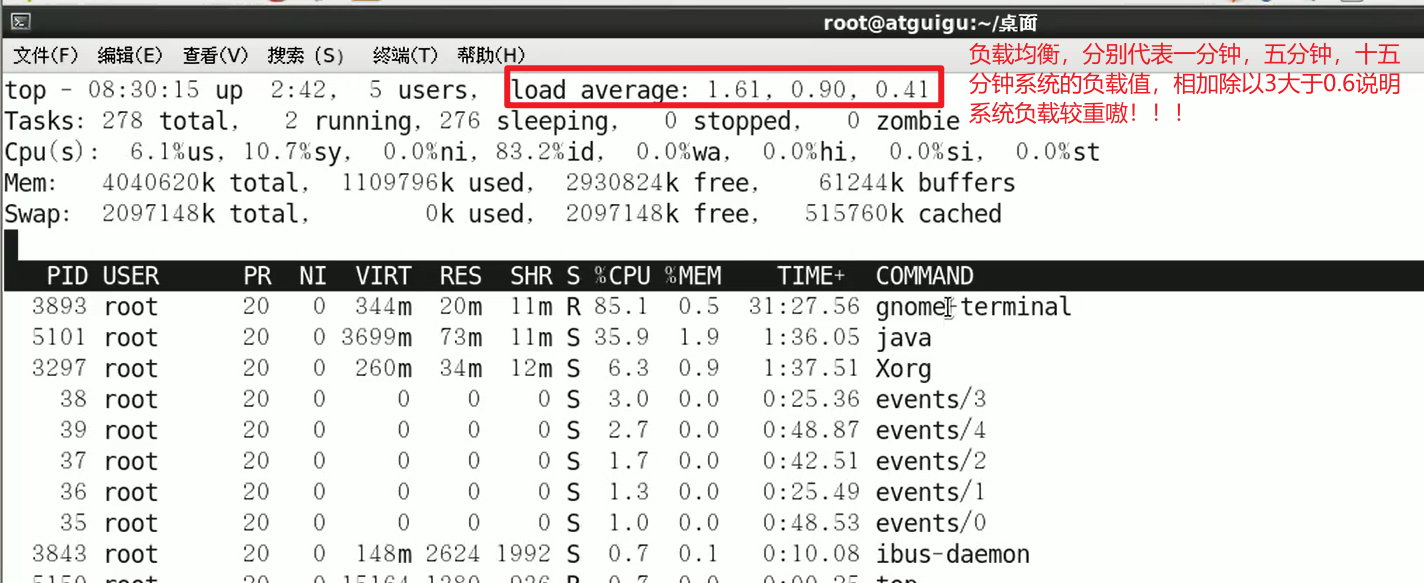 root@atguigu:~/桌面
文件(F) 编辑(E) 查看(V) 搜索 (S) 终端(T) 帮助(H)
负载均衡，分别代表一分钟，五分钟，十五
分钟系统的负载值，相加除以3大于0.6说明
系统负载较重嗷！！！
top - 08:30:15 up 2:42, 5 users, load average: 1.61, 0.90, 0.41
Tasks: 278 total, 2 running, 276 sleeping, 0 stopped, 0 zombie
Cpu(s): 6.1%us, 10.7%sy, 0.0%ni, 83.2%id, 0.0%wa, 0.0%hi, 0.0%si, 0.0%st
Mem: 4040620k total, 1109796k used, 2930824k free, 61244k buffers
Swap: 2097148k total, 0k used, 2097148k free, 515760k cached
PID USER PR NI VIRT RES SHR S %CPU %MEM TIME+ COMMAND
3893 root 20 0 344m 20m 11m R 85.1 0.5 31:27.56 gnome-terminal
5101 root 20 0 3699m 73m 11m S 35.9 1.9 1:36.05 java
3297 root 20 0 260m 34m 12m S 6.3 0.9 1:37.51 Xorg
38 root 20 0 0 0 0 S 3.0 0.0 0:25.36 events/3
39 root 20 0 0 0 0 S 2.7 0.0 0:48.87 events/4
37 root 20 0 0 0 0 S 1.7 0.0 0:42.51 events/2
36 root 20 0 0 0 0 S 1.3 0.0 0:25.49 events/1
35 root 20 0 0 0 0 S 1.0 0.0 0:48.53 events/0
3843 root 20 0 148m 2624 1992 S 0.7 0.1 0:10.08 ibus-daemon